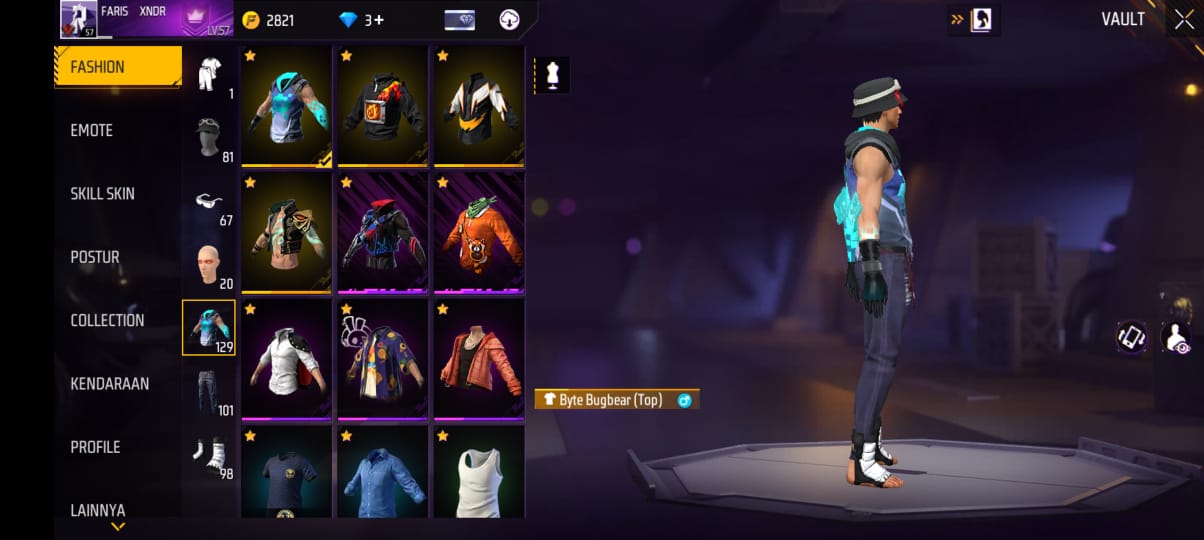 FARIS XNDR
57
LV.57
2821
3+
VAULT
FASHION
EMOTE
SKILL SKIN
POSTUR
COLLECTION
KENDARAAN
PROFILE
LAINNYA
1
81
67
20
129
101
98
Byte Bugbear (Top)